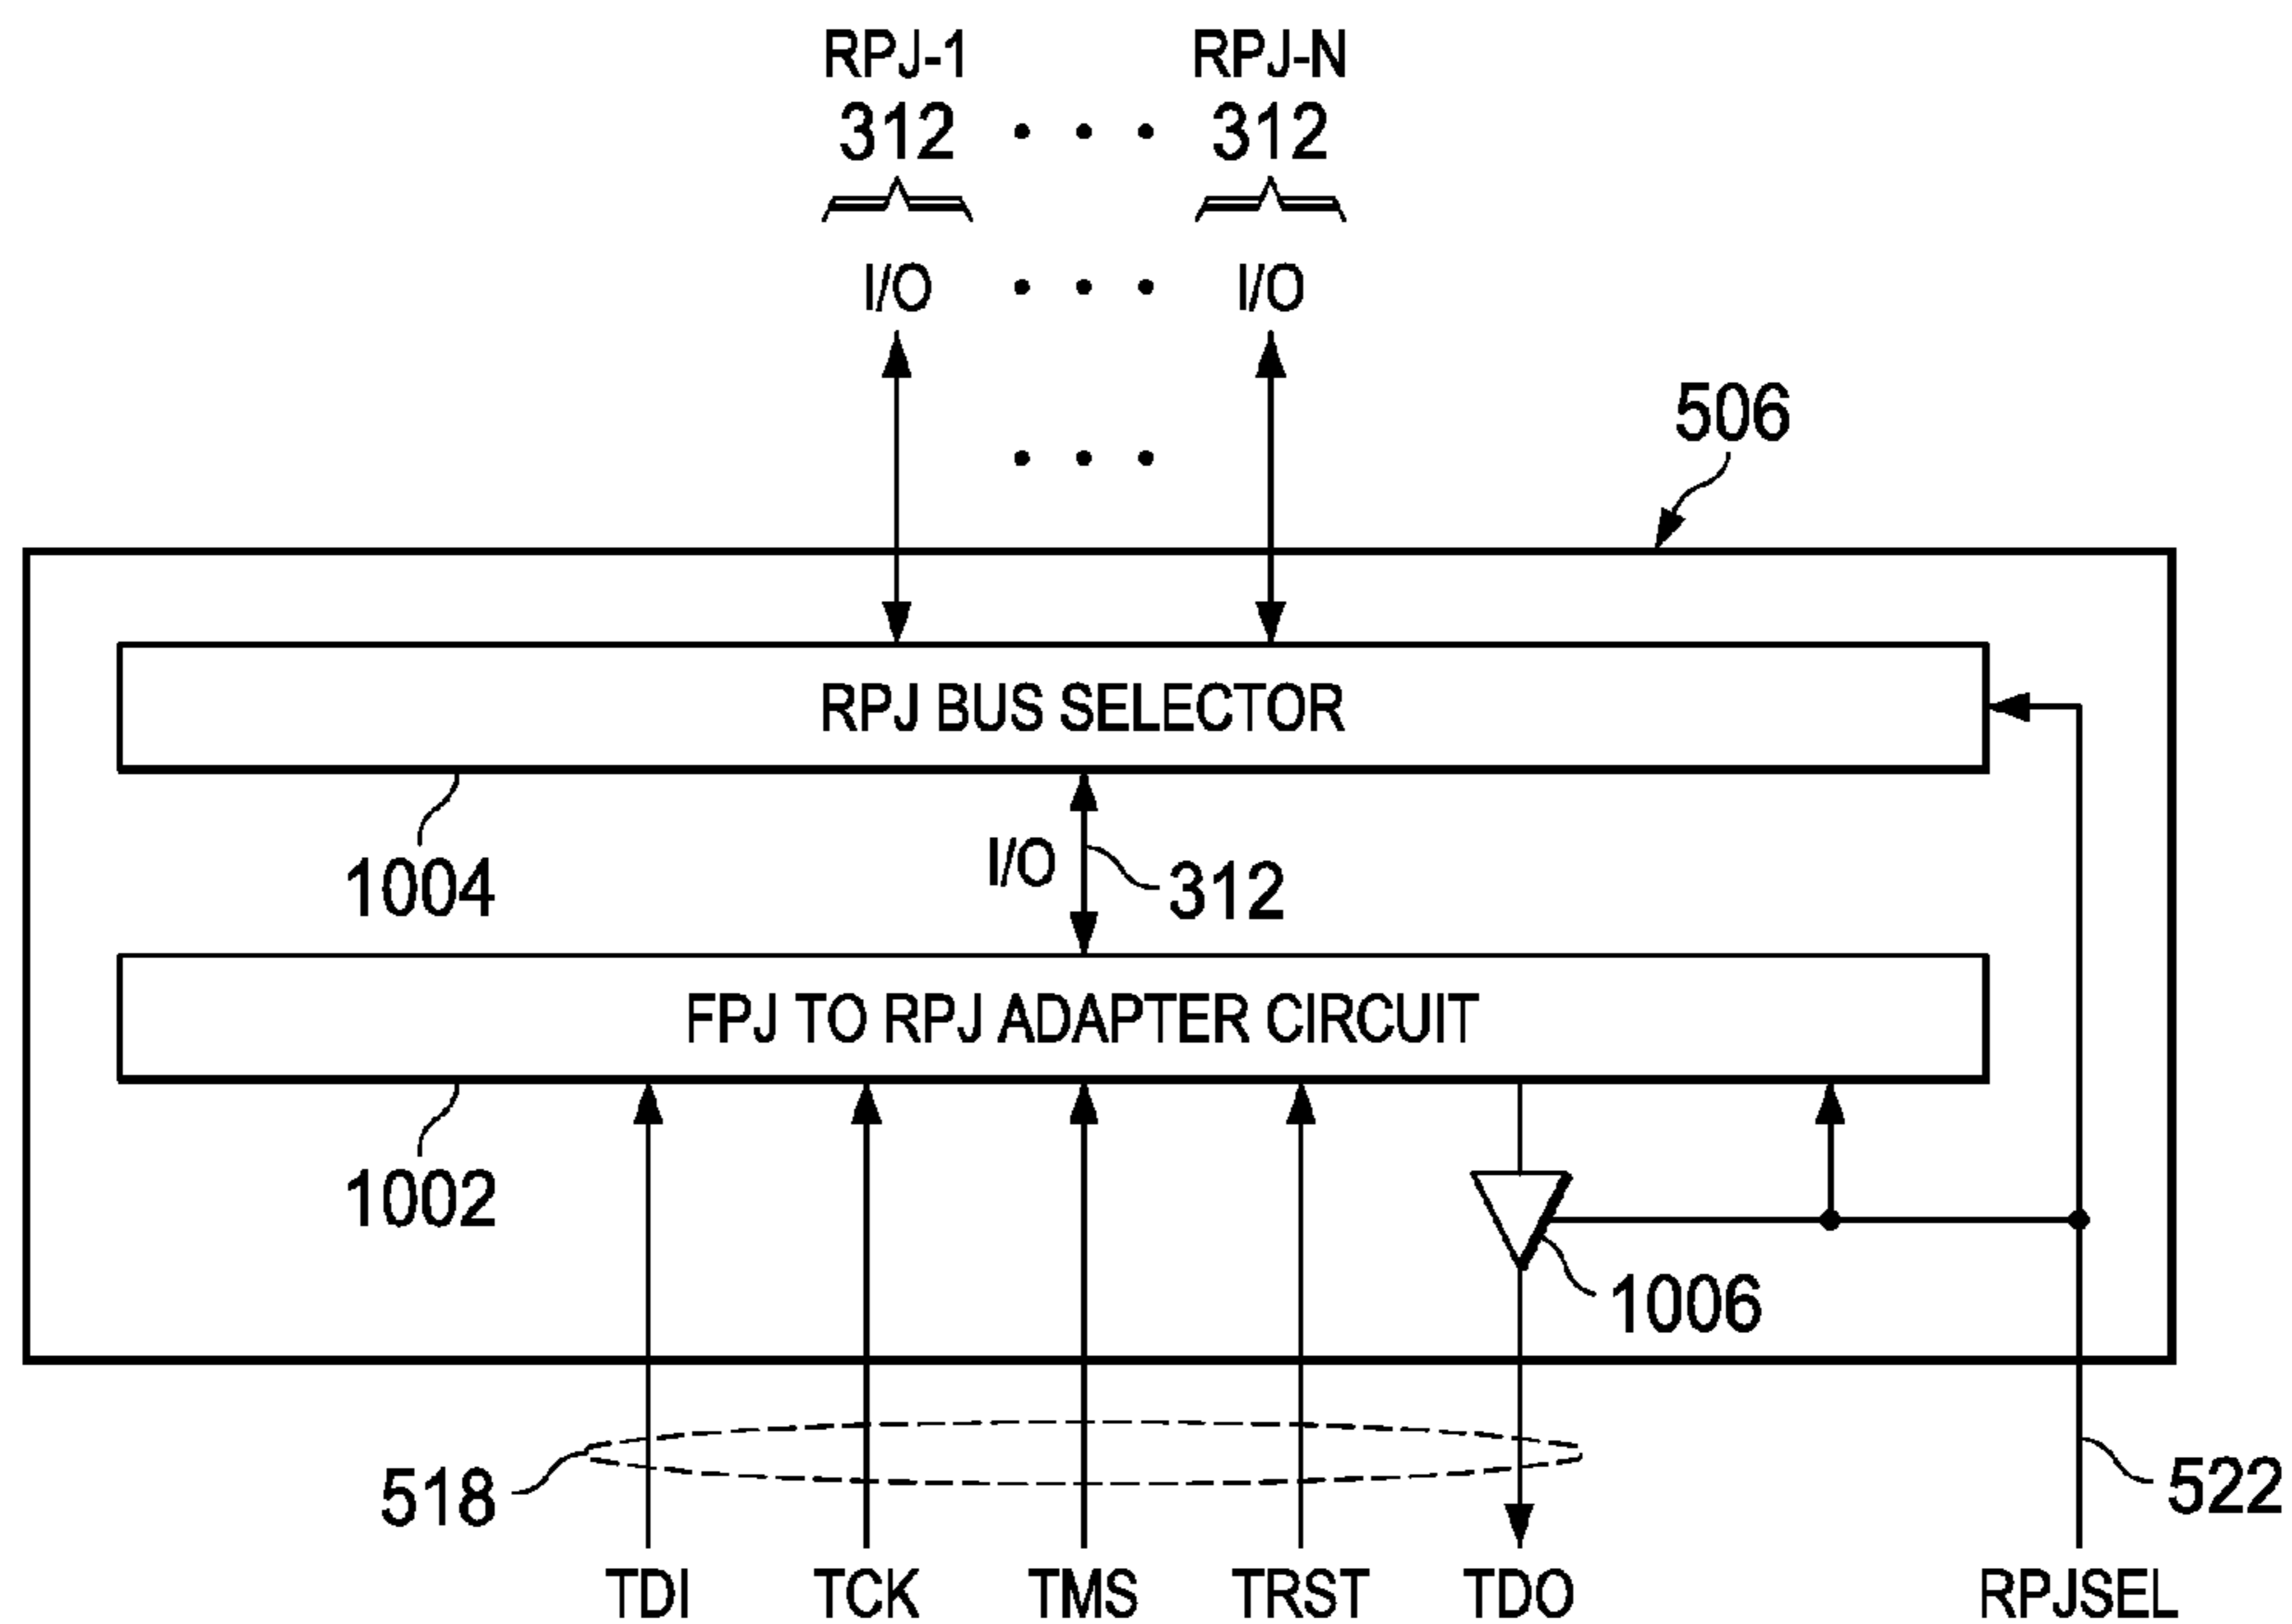 RPJ-1 RPJ-N
312 • • • 312
I/O • • • I/O
• • •
506
RPJ BUS SELECTOR
1004
I/O 312
FPJ TO RPJ ADAPTER CIRCUIT
1002
1006
518
522
TDI TCK TMS TRST TDO RPJSEL